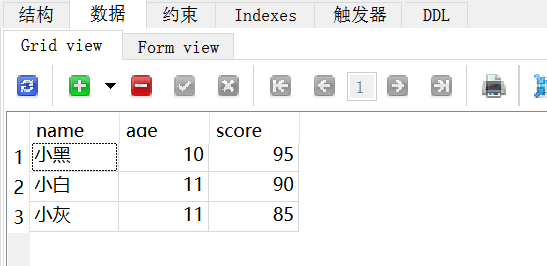 结构 数据 约束 Indexes 触发器 DDL
Grid view Form view
1
name age score
1 小黑 10 95
2 小白 11 90
3 小灰 11 85